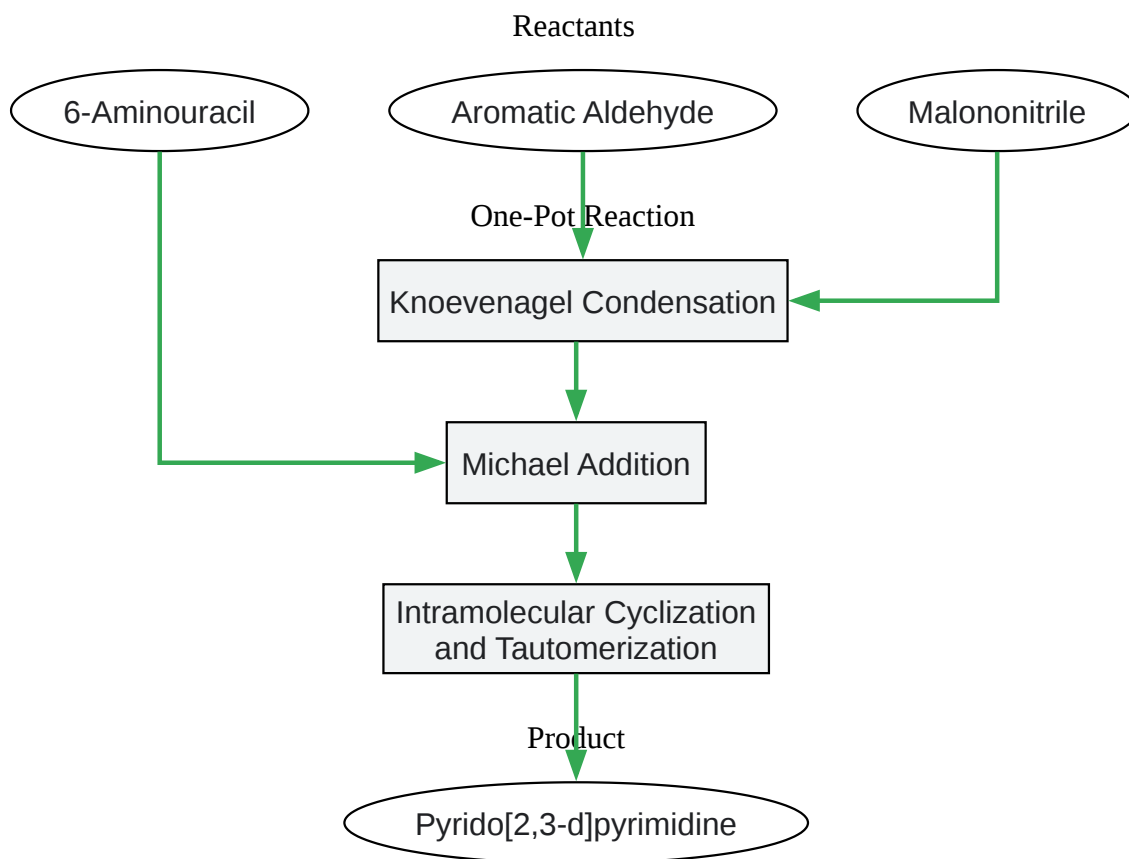 Reactants
6-Aminouracil
Aromatic Aldehyde
Malononitrile
One-Pot Reaction
Knoevenagel Condensation
Michael Addition
Intramolecular Cyclization
and Tautomerization
Product
Pyrido[2,3-d]pyrimidine